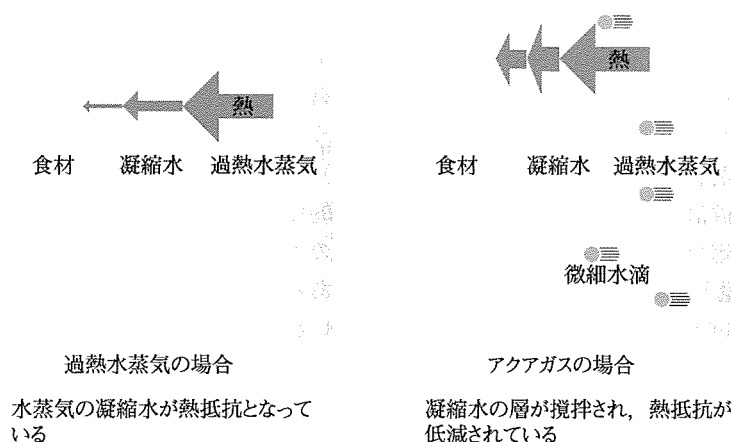 熱
食材 凝縮水 過熱水蒸気
過熱水蒸気の場合
水蒸気の凝縮水が熱抵抗となって
いる
熱
食材 凝縮水 過熱水蒸気
微細水滴
アクアガスの場合
凝縮水の層が撹拌され，熱抵抗が
低減されている